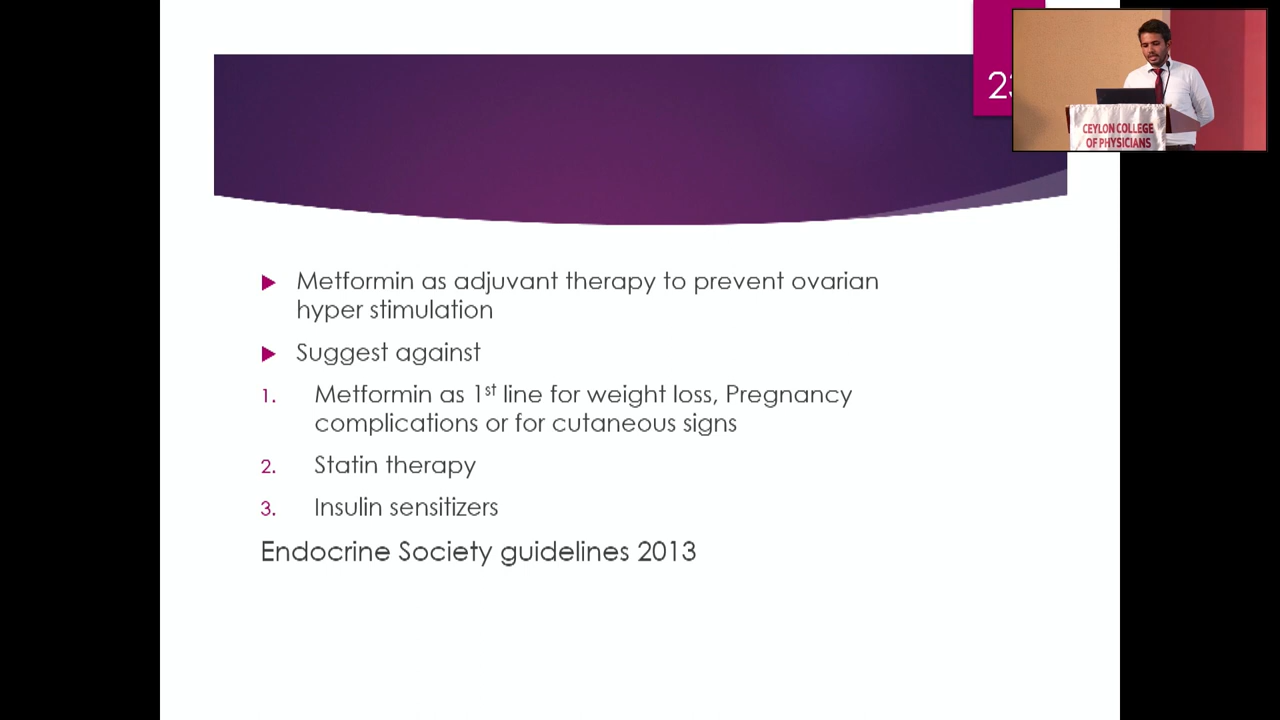 CEYLON COLLEGE
OF PHYSICIANS
Metformin as adjuvant therapy to prevent ovarian
hyper stimulation
Suggest against
1. Metformin as 1st line for weight loss, Pregnancy
complications or for cutaneous signs
2. Statin therapy
3. Insulin sensitizers
Endocrine Society guidelines 2013